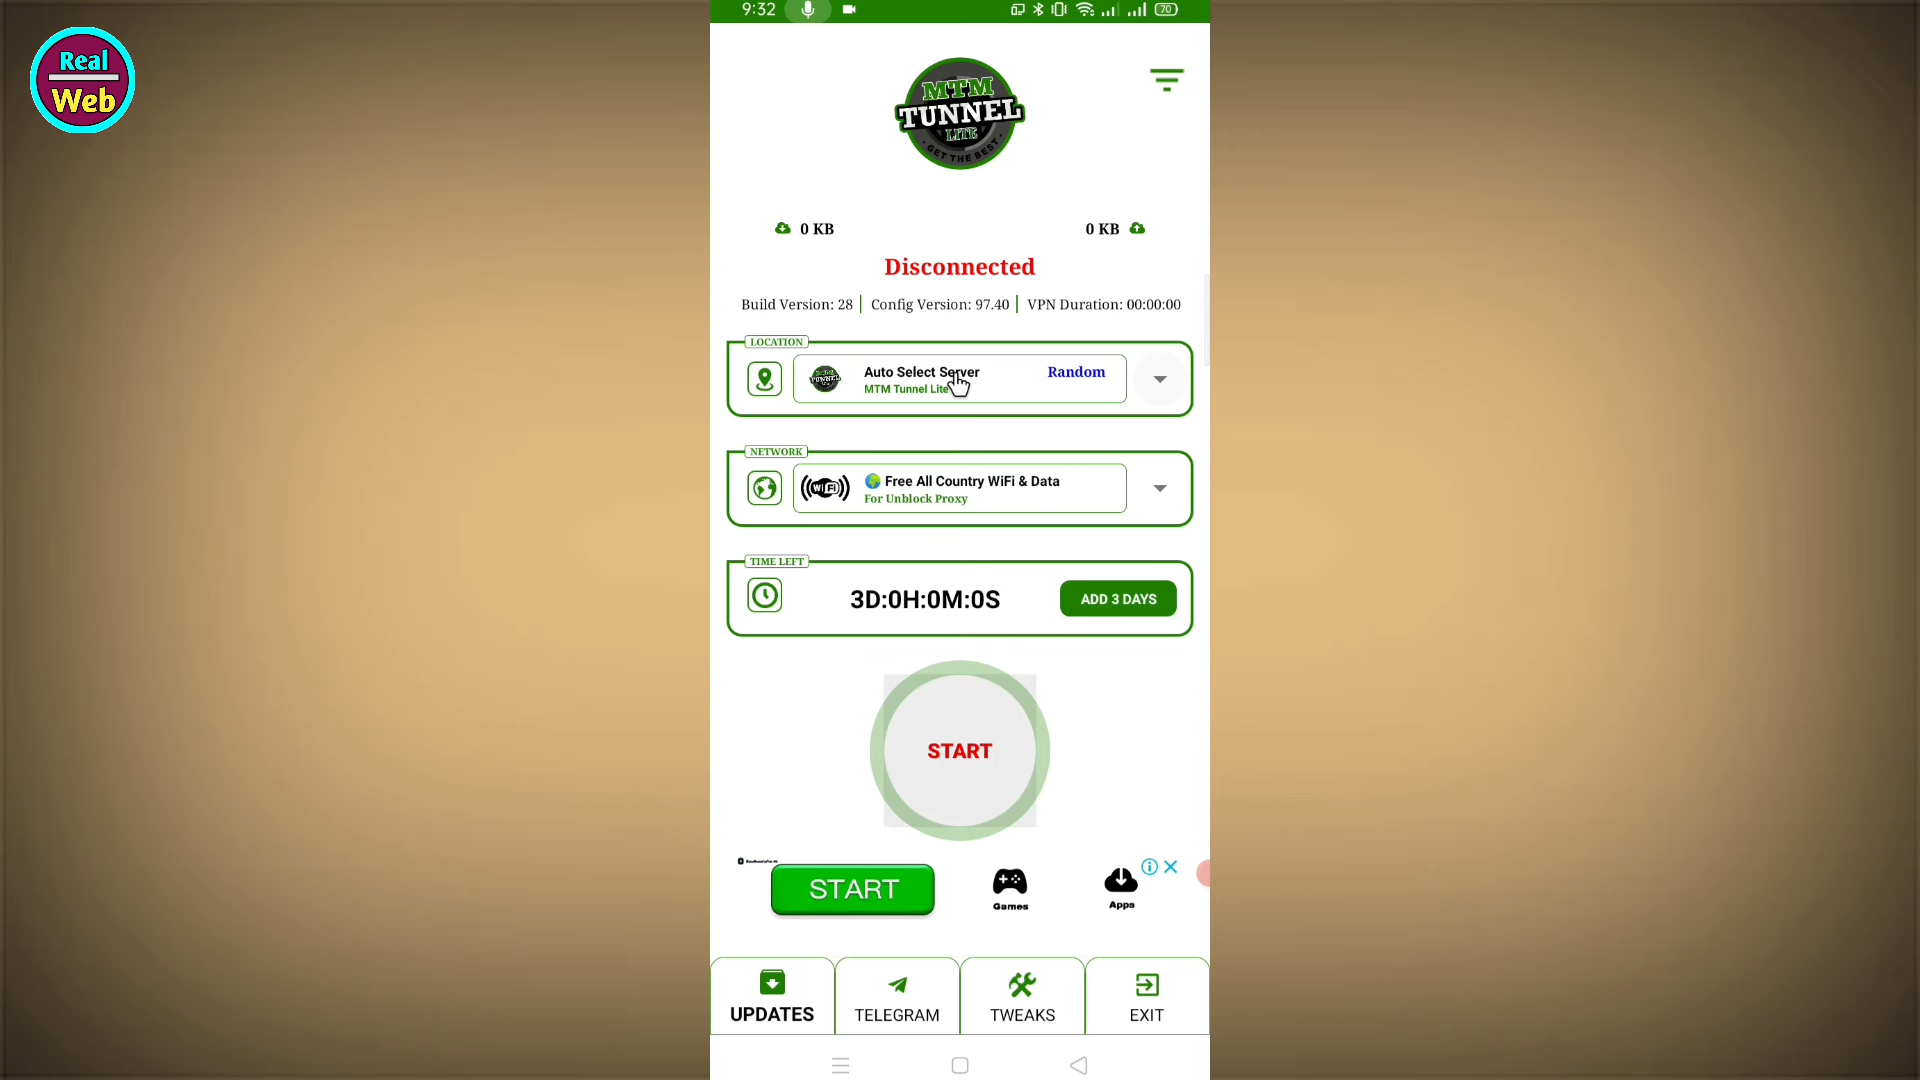 Real
Web
9:32
70
MTM
TUNNEL
LITE
GET THE BEST
0 KB
0 KB
Disconnected
Build Version: 28
Config Version: 97.40
VPN Duration: 00:00:00
LOCATION
Auto Select Server
Random
MTM Tunnel Lite
NETWORK
WiFi
Free All Country WiFi & Data
For Unblock Proxy
TIME LEFT
3D:0H:0M:0S
ADD 3 DAYS
START
START
Games
Apps
UPDATES
TELEGRAM
TWEAKS
EXIT